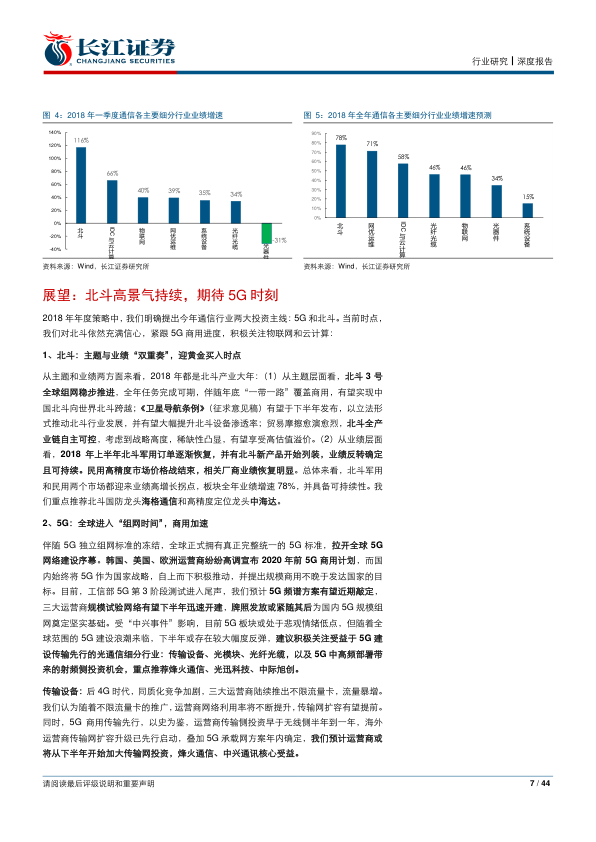 长江证券
CHANGJIANG SECURITIES
行业研究┃深度报告
图 4：2018 年一季度通信各主要细分行业业绩增速
140%
120%
100%
80%
60%
40%
20%
0%
-20%
-40%
116%
66%
40%
39%
35%
34%
-31%
北斗
IDC 与云计算
物联网
网优运维
系统设备
光纤光缆
光器件
资料来源：Wind，长江证券研究所
图 5：2018 年全年通信各主要细分行业业绩增速预测
90%
80%
70%
60%
50%
40%
30%
20%
10%
0%
78%
71%
58%
46%
46%
34%
15%
北斗
网优运维
IDC 与云计算
光纤光缆
物联网
光器件
系统设备
资料来源：Wind，长江证券研究所
展望：北斗高景气持续，期待 5G 时刻
2018 年年度策略中，我们明确提出今年通信行业两大投资主线：5G 和北斗。当前时点，
我们对北斗依然充满信心，紧跟 5G 商用进度，积极关注物联网和云计算：
1、北斗：主题与业绩“双重奏”，迎黄金买入时点
从主题和业绩两方面来看，2018 年都是北斗产业大年：（1）从主题层面看，北斗 3 号
全球组网稳步推进，全年任务完成可期，伴随年底“一带一路”覆盖商用，有望实现中
国北斗向世界北斗跨越；《卫星导航条例》（征求意见稿）有望于下半年发布，以立法形
式推动北斗行业发展，并有望大幅提升北斗设备渗透率；贸易摩擦愈演愈烈，北斗全产
业链自主可控，考虑到战略高度，稀缺性凸显，有望享受高估值溢价。（2）从业绩层面
看，2018 年上半年北斗军用订单逐渐恢复，并有北斗新产品开始列装，业绩反转确定
且可持续。民用高精度市场价格战结束，相关厂商业绩恢复明显。总体来看，北斗军用
和民用两个市场都迎来业绩高增长拐点，板块全年业绩增速 78%，并具备可持续性。我
们重点推荐北斗国防龙头海格通信和高精度定位龙头中海达。
2、5G：全球进入“组网时间”，商用加速
伴随 5G 独立组网标准的冻结，全球正式拥有真正完整统一的 5G 标准，拉开全球 5G
网络建设序幕。韩国、美国、欧洲运营商纷纷高调宣布 2020 年前 5G 商用计划，而国
内始终将 5G 作为国家战略，自上而下积极推动，并提出规模商用不晚于发达国家的目
标。目前，工信部 5G 第 3 阶段测试进入尾声，我们预计 5G 频谱方案有望近期敲定，
三大运营商规模试验网络有望下半年迅速开建，牌照发放或紧随其后为国内 5G 规模组
网奠定坚实基础。受“中兴事件”影响，目前 5G 板块或处于悲观情绪低点，但随着全
球范围的 5G 建设浪潮来临，下半年或存在较大幅度反弹，建议积极关注受益于 5G 建
设传输先行的光通信细分行业：传输设备、光模块、光纤光缆，以及 5G 中高频部署带
来的射频侧投资机会，重点推荐烽火通信、光迅科技、中际旭创。
传输设备：后 4G 时代，同质化竞争加剧，三大运营商陆续推出不限流量卡，流量暴增。
我们认为随着不限流量卡的推广，运营商网络利用率将不断提升，传输网扩容有望提前。
同时，5G 商用传输先行，以史为鉴，运营商传输侧投资早于无线侧半年到一年，海外
运营商传输网扩容升级已先行启动，叠加 5G 承载网方案年内确定，我们预计运营商或
将从下半年开始加大传输网投资，烽火通信、中兴通讯核心受益。
请阅读最后评级说明和重要声明
7 / 44